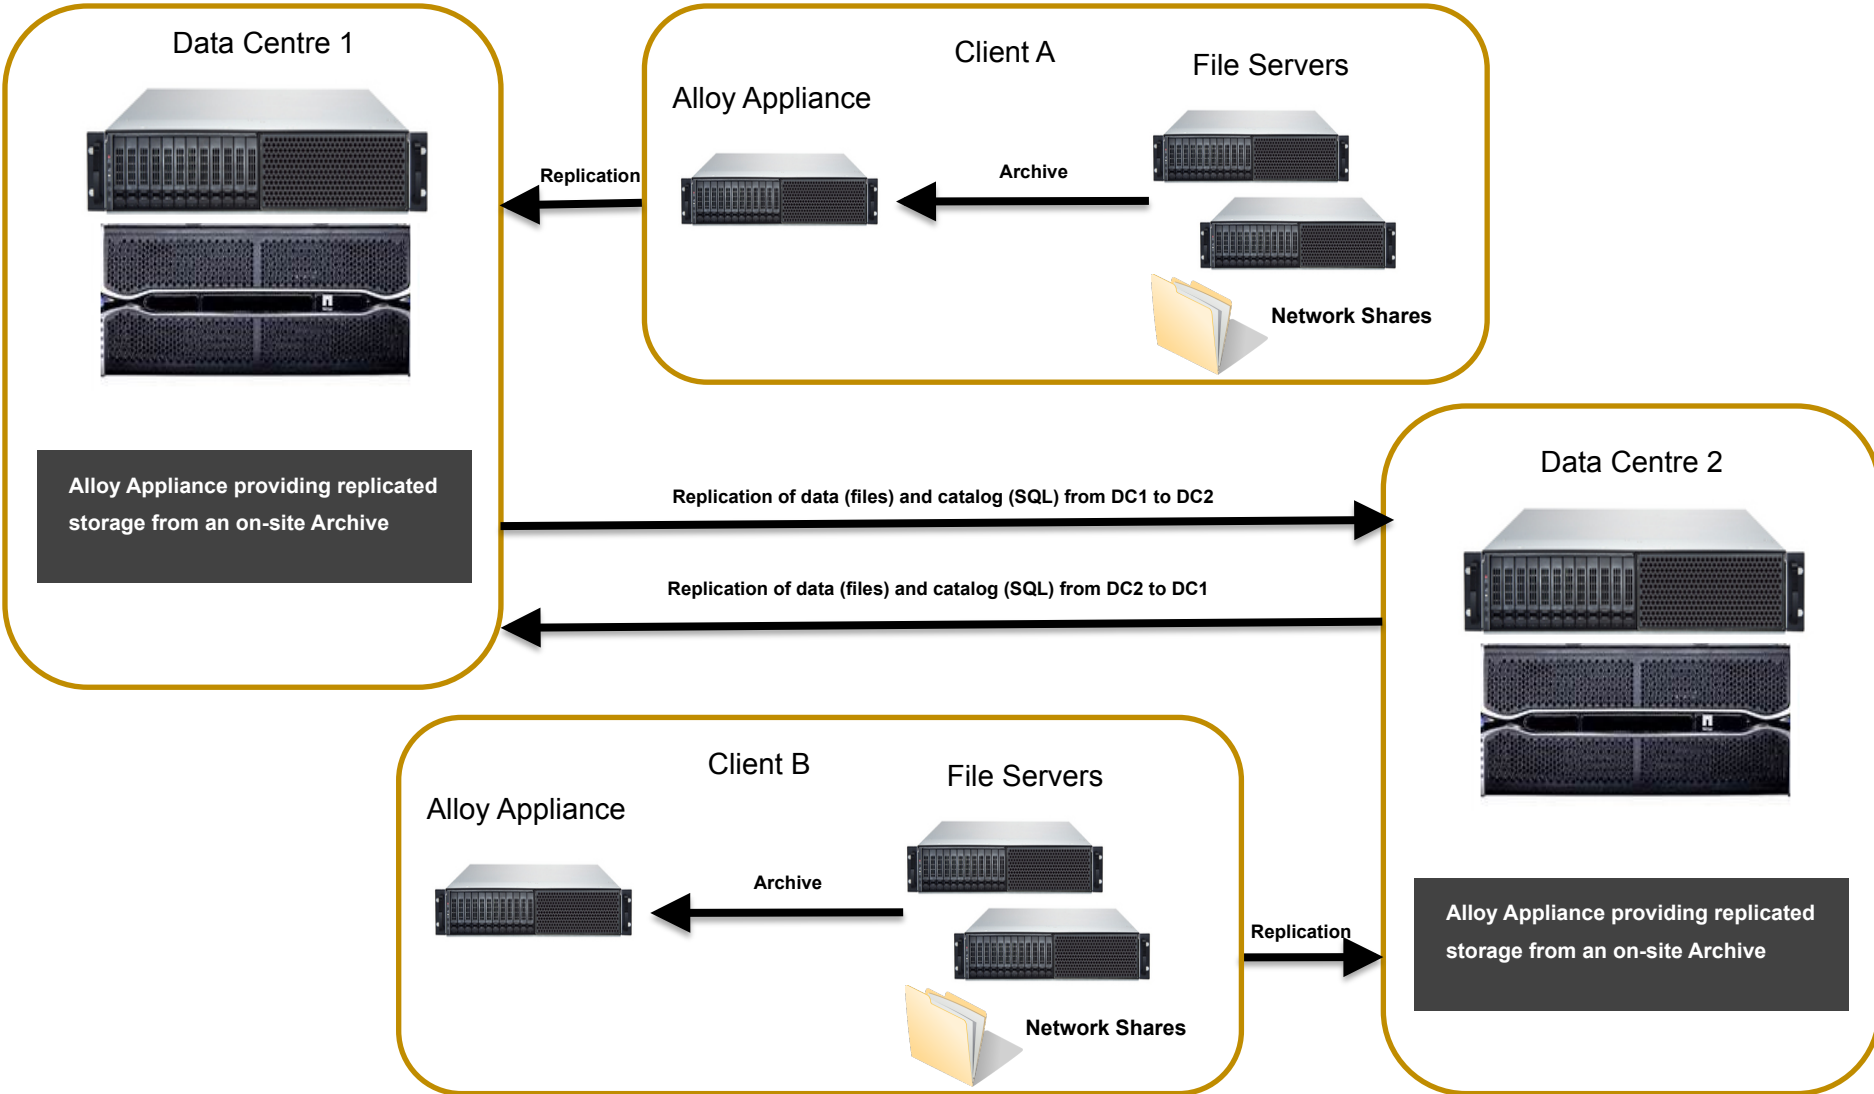 Data Centre 1
Client A
File Servers
Alloy Appliance
Replication
Archive
Network Shares
Alloy Appliance providing replicated
storage from an on-site Archive
Replication of data (files) and catalog (SQL) from DC1 to DC2
Replication of data (files) and catalog (SQL) from DC2 to DC1
Data Centre 2
Client B
File Servers
Alloy Appliance
Archive
Replication
Network Shares
Alloy Appliance providing replicated
storage from an on-site Archive